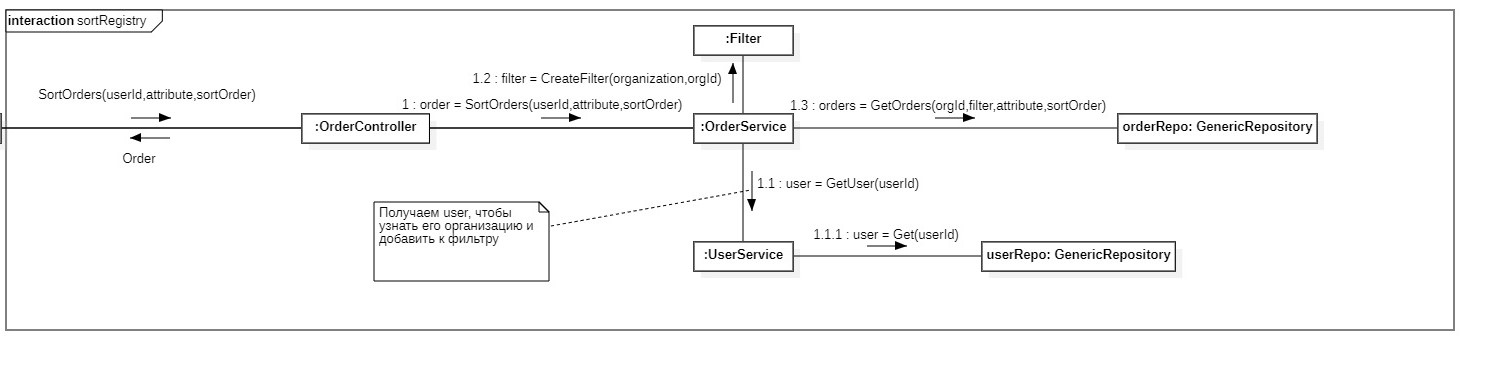 interaction sortRegistry
:Filter
1.2 : filter = CreateFilter(organization,orgId)
SortOrders(userId,attribute,sortOrder)
1 : order = SortOrders(userId,attribute,sortOrder)
1.3 : orders = GetOrders(orgId,filter,attribute,sortOrder)
:OrderController
:OrderService
orderRepo: GenericRepository
Order
1.1 : user = GetUser(userId)
Получаем user, чтобы
узнать его организацию и
добавить к фильтру
1.1.1 : user = Get(userId)
:UserService
userRepo: GenericRepository